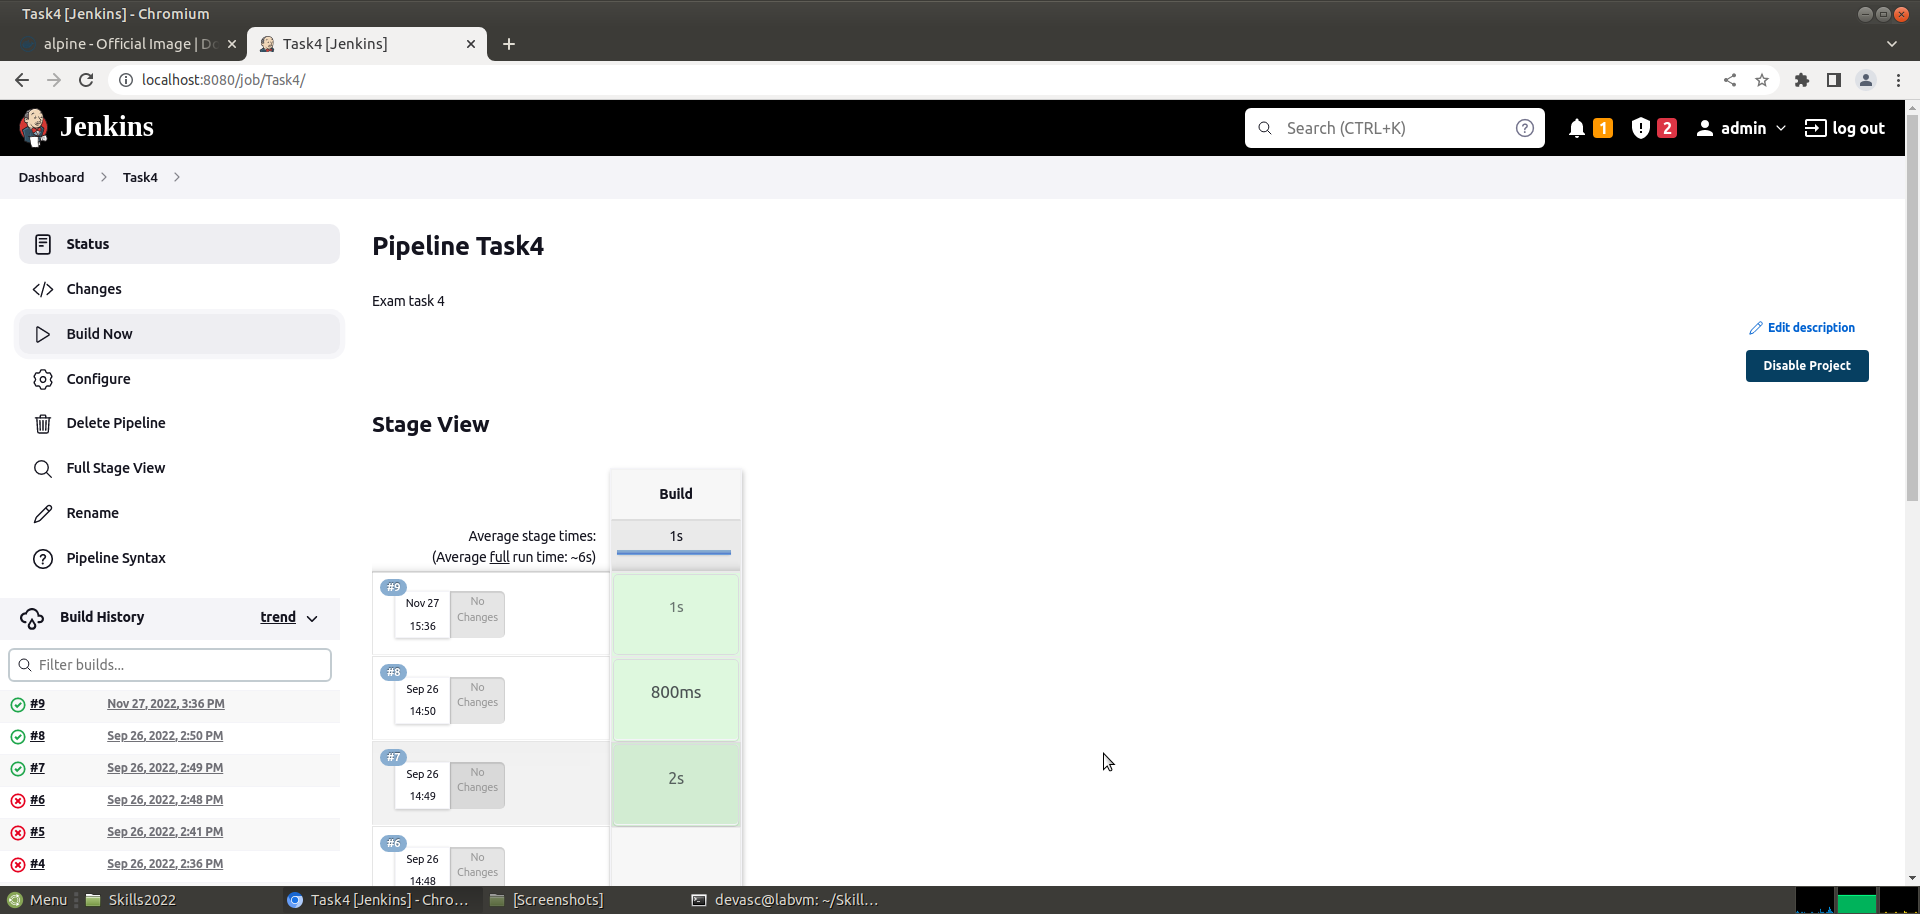 Task4 [Jenkins] - Chromium
alpine - Official Image | Do
Task4 [Jenkins]
localhost:8080/job/Task4/
Jenkins
Search (CTRL+K)
1
2
admin
log out
Dashboard
Task4
Status
Changes
Build Now
Configure
Delete Pipeline
Full Stage View
Rename
Pipeline Syntax
Build History
trend
Filter builds...
#9 Nov 27, 2022, 3:36 PM
#8 Sep 26, 2022, 2:50 PM
#7 Sep 26, 2022, 2:49 PM
#6 Sep 26, 2022, 2:48 PM
#5 Sep 26, 2022, 2:41 PM
#4 Sep 26, 2022, 2:36 PM
Pipeline Task4
Exam task 4
Edit description
Disable Project
Stage View
Build
Average stage times:
(Average full run time: ~6s)
1s
#9
Nov 27
15:36
No
Changes
1s
#8
Sep 26
14:50
No
Changes
800ms
#7
Sep 26
14:49
No
Changes
2s
#6
Sep 26
14:48
No
Changes
Menu
Skills2022
Task4 [Jenkins] - Chro...
[Screenshots]
devasc@labvm: ~/Skill...